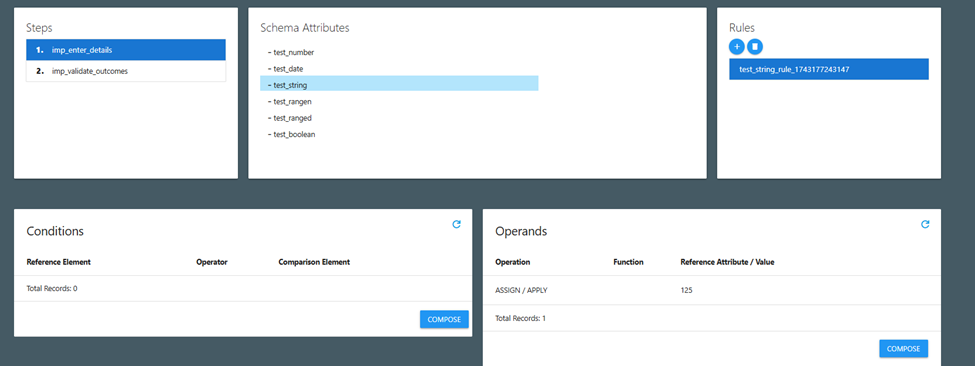 Steps
1. imp_enter_details
2. imp_validate_outcomes
Schema Attributes
- test_number
- test_date
- test_string
- test_rangen
- test_ranged
- test_boolean
Rules
+
test_string_rule_1743177243147
Conditions
Reference Element Operator Comparison Element
Total Records: 0
COMPOSE
Operands
Operation Function Reference Attribute / Value
ASSIGN / APPLY 125
Total Records: 1
COMPOSE